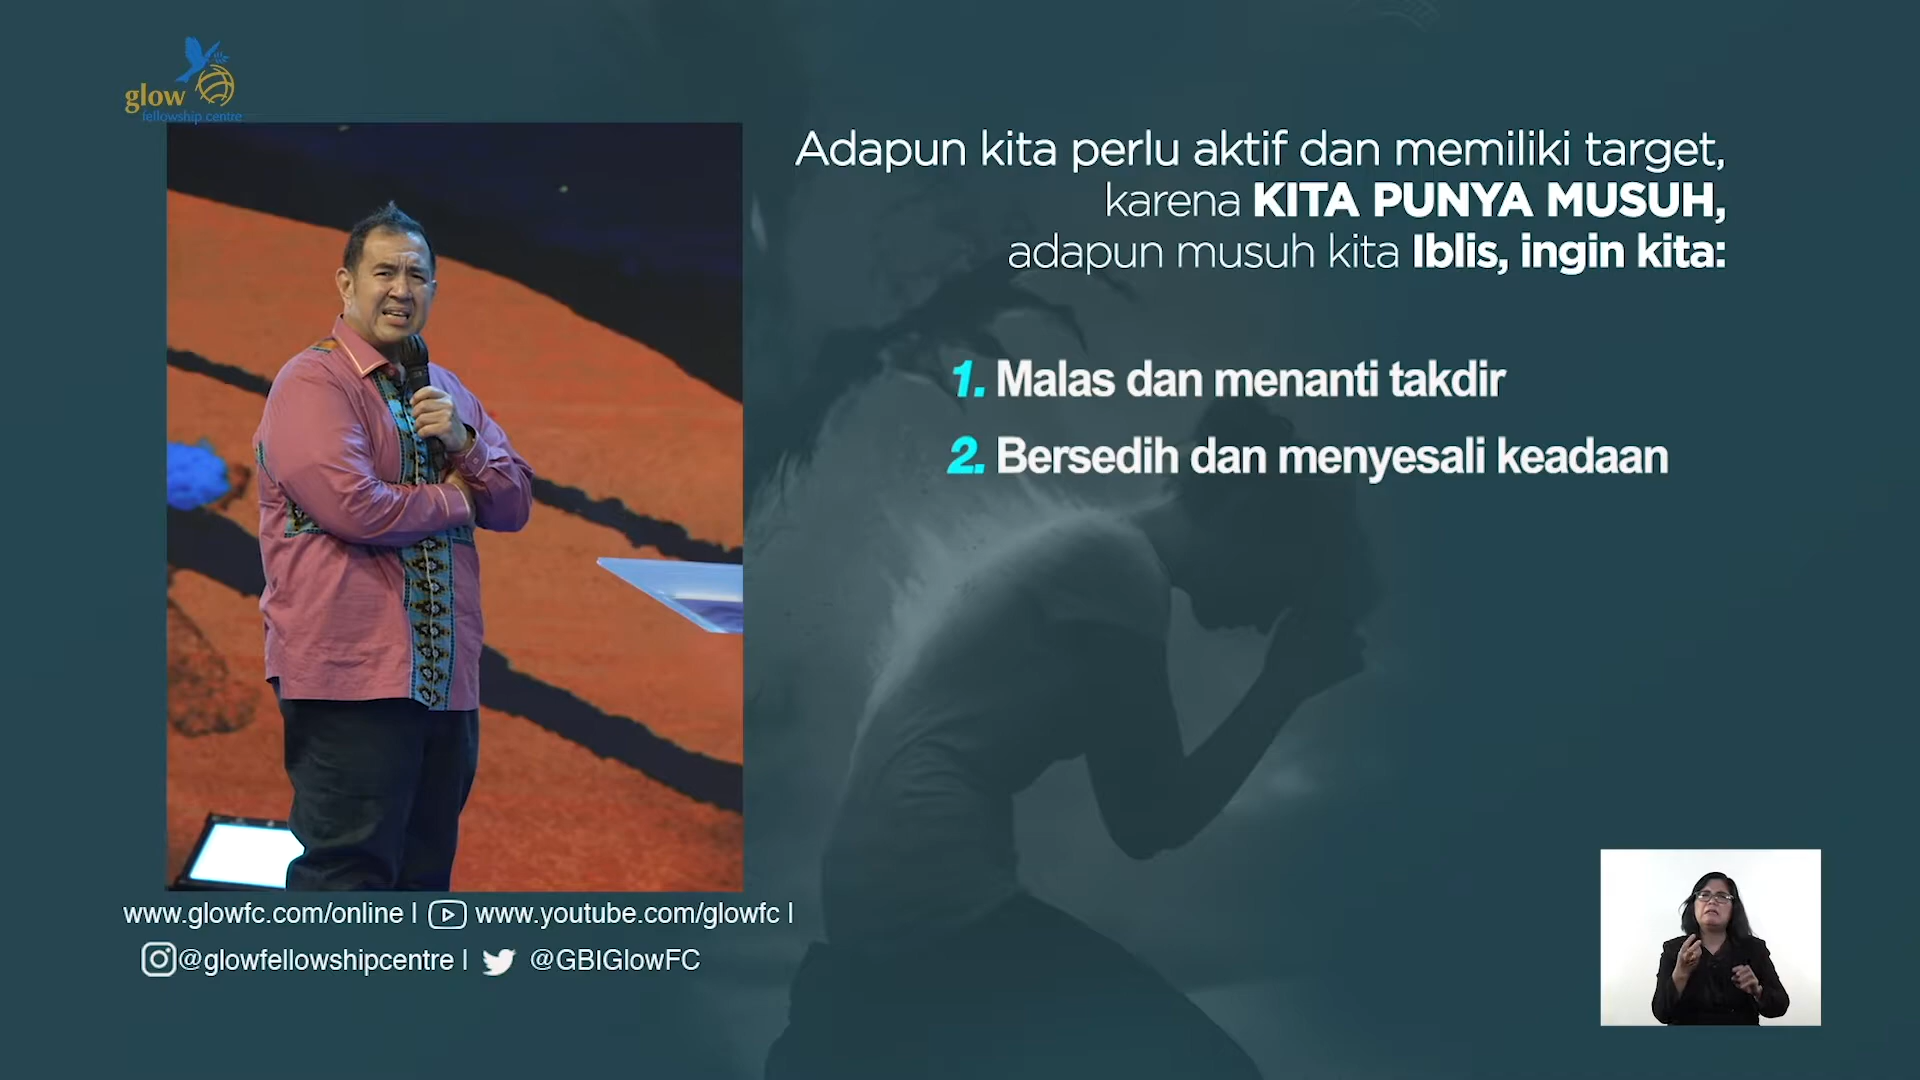 glow
fellowship centre
Adapun kita perlu aktif dan memiliki target,
karena KITA PUNYA MUSUH,
adapun musuh kita Iblis, ingin kita:
1. Malas dan menanti takdir
2. Bersedih dan menyesali keadaan
www.glowfc.com/online | www.youtube.com/glowfc |
@glowfellowshipcentre | @GBIGlowFC